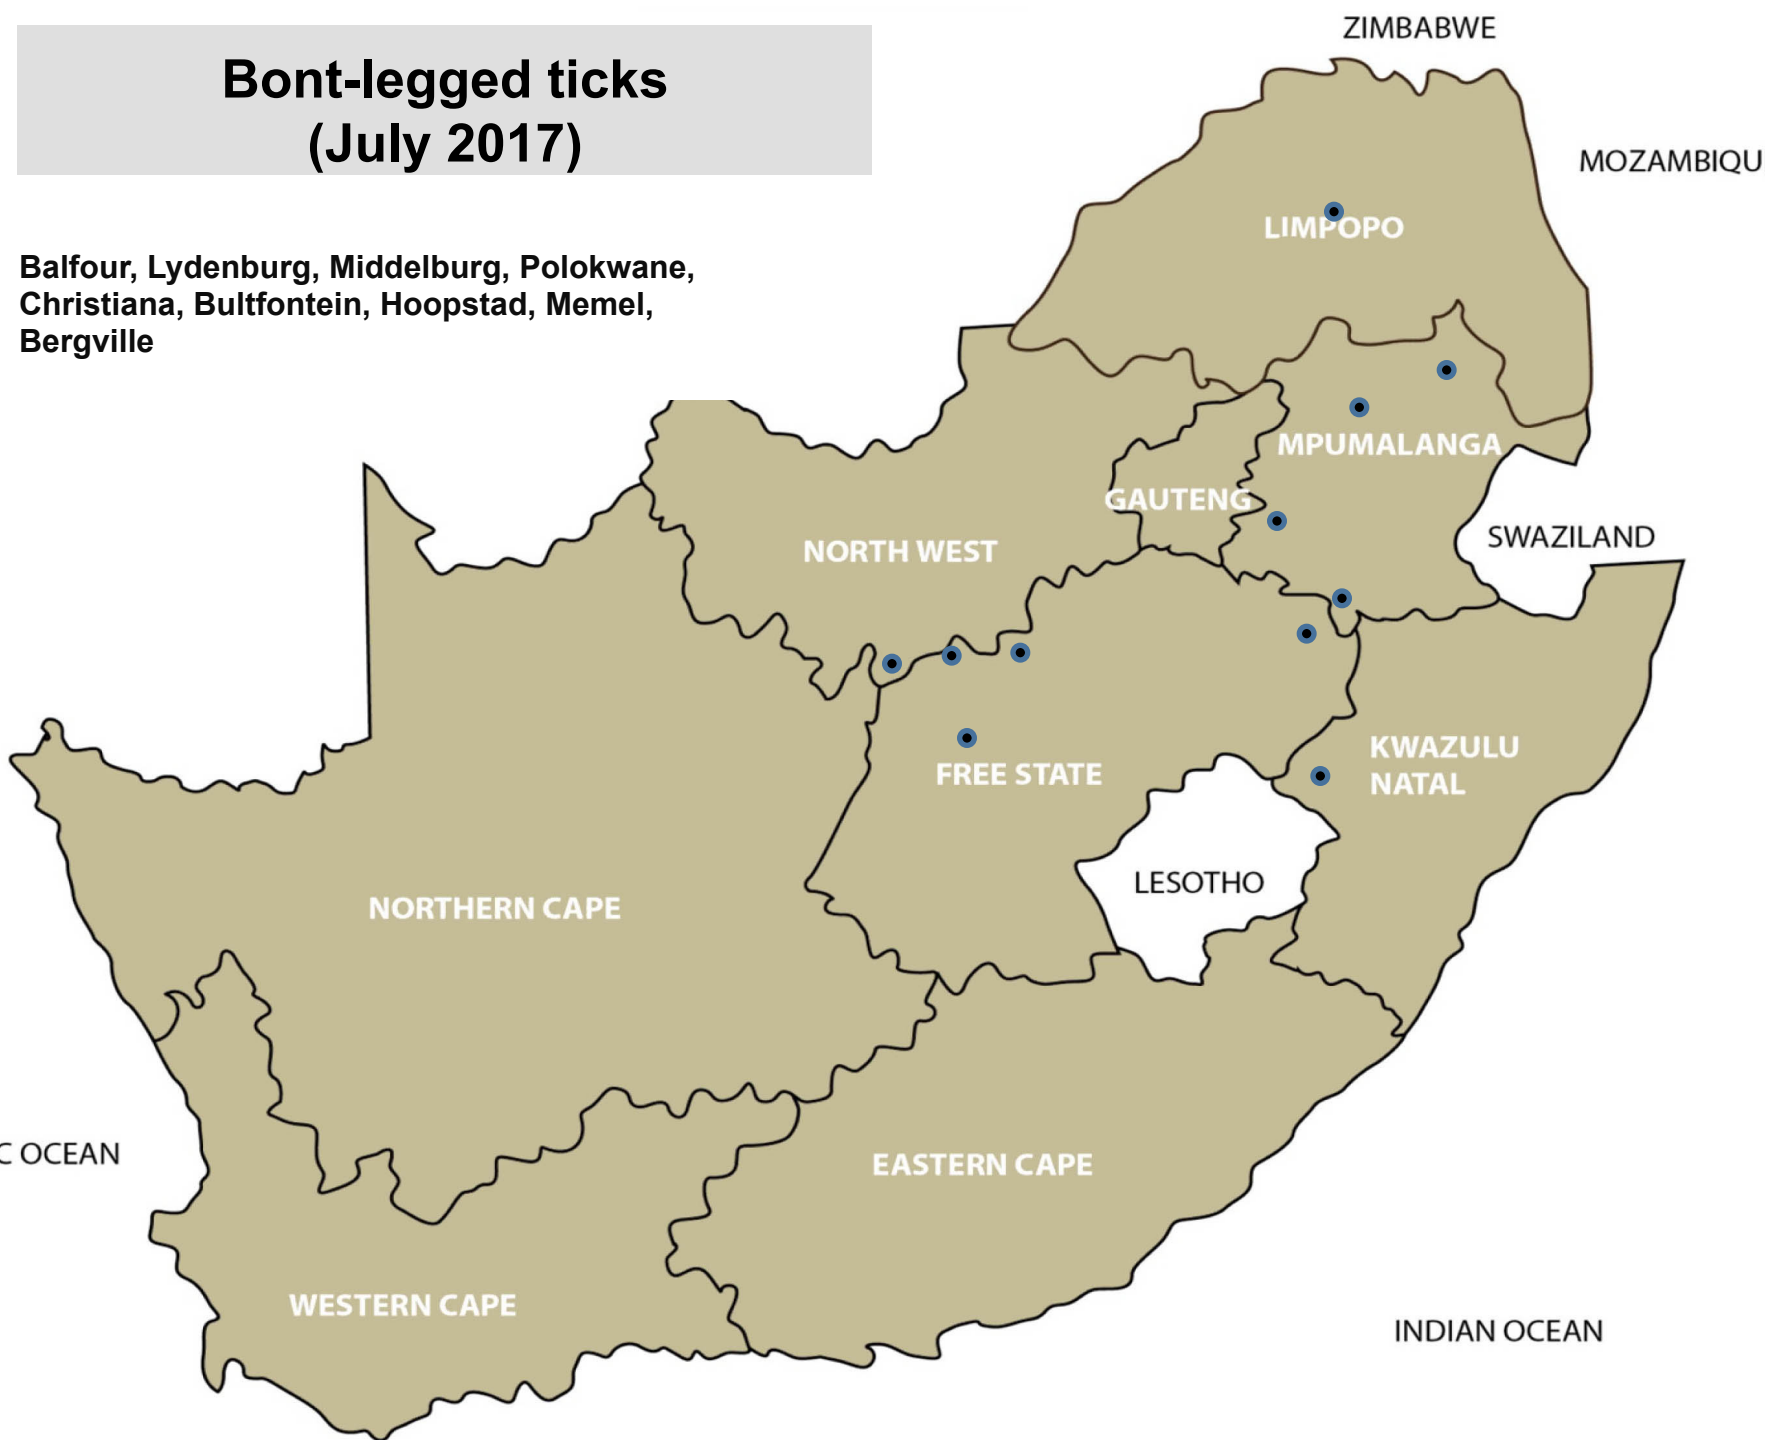 Bont-legged ticks
(July 2017)
Balfour, Lydenburg, Middelburg, Polokwane,
Christiana, Bultfontein, Hoopstad, Memel,
Bergville
ZIMBABWE
MOZAMBIQU
LIMPOPO
MPUMALANGA
GAUTENG
SWAZILAND
NORTH WEST
KWAZULU
NATAL
FREE STATE
LESOTHO
NORTHERN CAPE
C OCEAN
EASTERN CAPE
WESTERN CAPE
INDIAN OCEAN